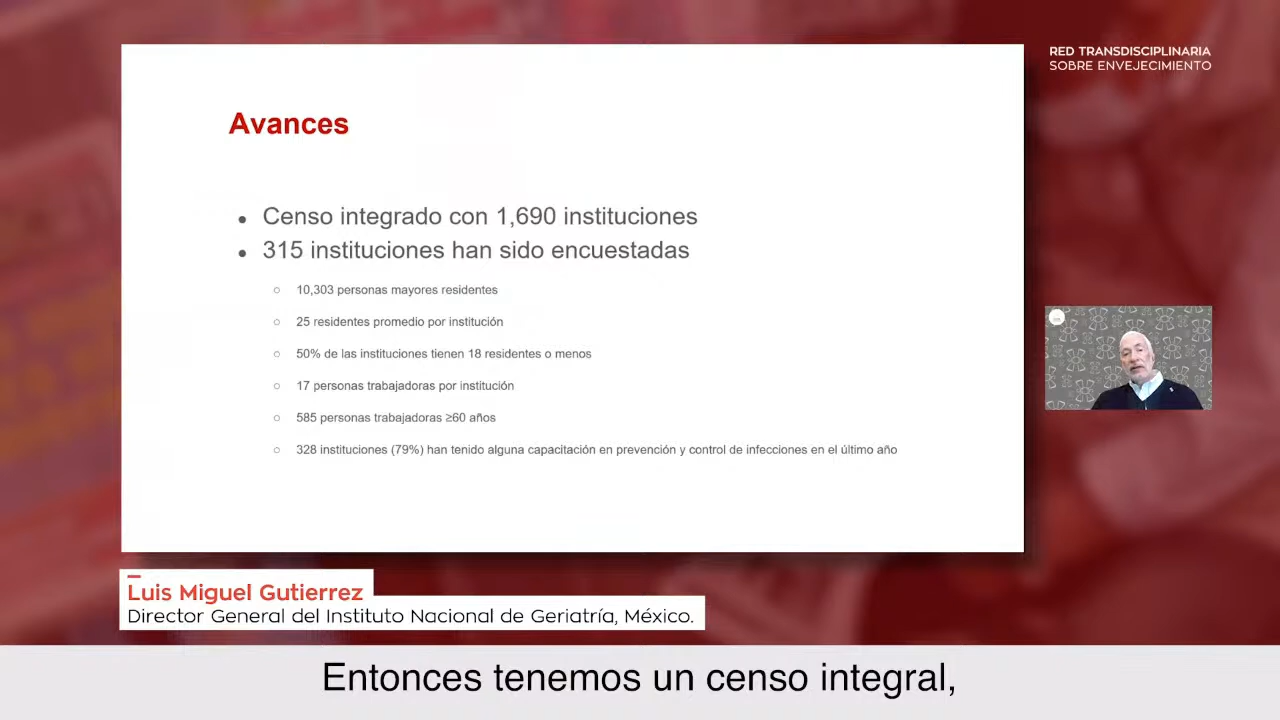 RED TRANSDISCIPLINARIA
SOBRE ENVEJECIMIENTO
Avances
• Censo integrado con 1,690 instituciones
• 315 instituciones han sido encuestadas
○ 10,303 personas mayores residentes
○ 25 residentes promedio por institución
○ 50% de las instituciones tienen 18 residentes o menos
○ 17 personas trabajadoras por institución
○ 585 personas trabajadoras ≥60 años
○ 328 instituciones (79%) han tenido alguna capacitación en prevención y control de infecciones en el último año
Luis Miguel Gutierrez
Director General del Instituto Nacional de Geriatría, México.
Entonces tenemos un censo integral,